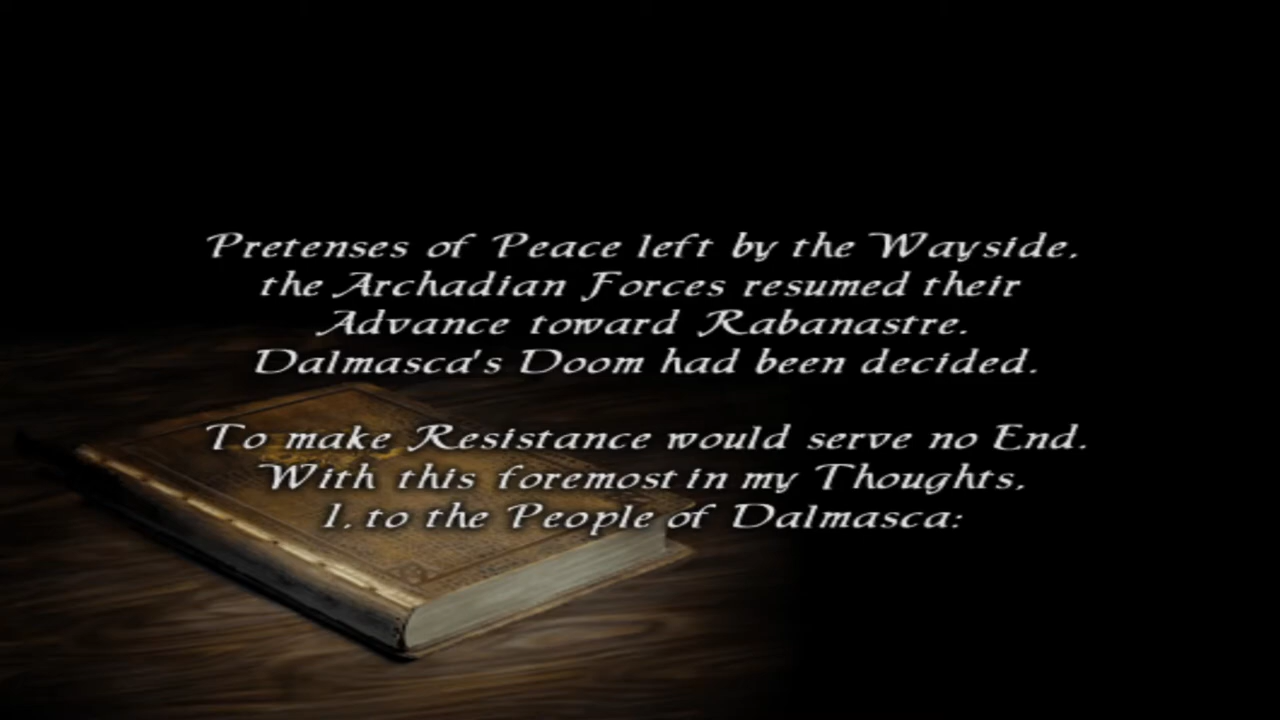 Pretenses of Peace left by the Wayside,
the Archadian Forces resumed their
Advance toward Rabanastre.
Dalmasca's Doom had been decided.
To make Resistance would serve no End.
With this foremost in my Thoughts,
I, to the People of Dalmasca: